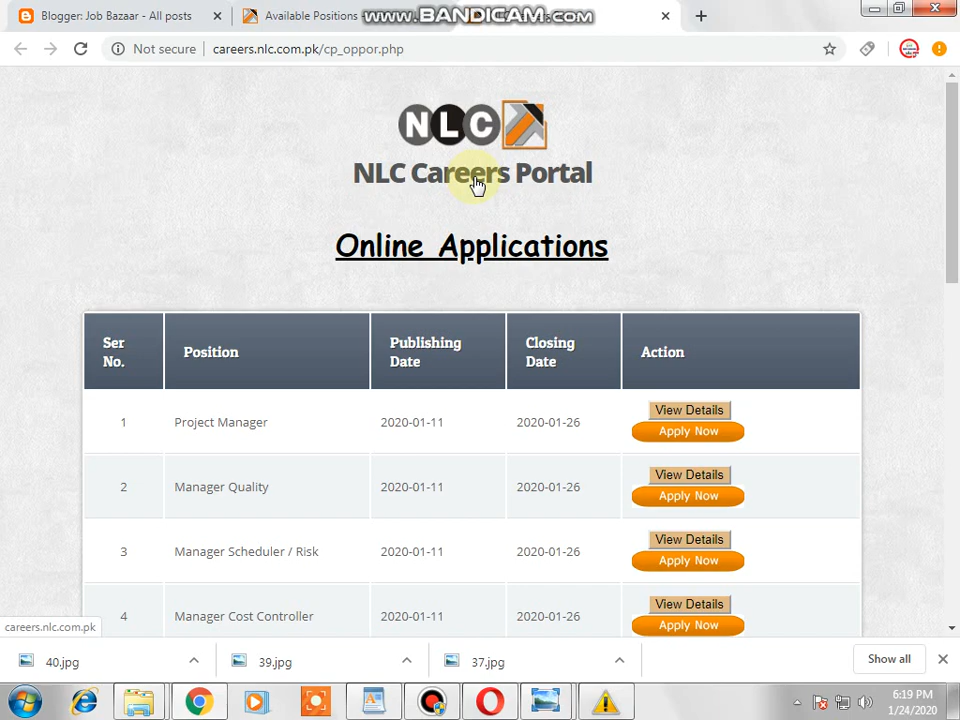 Blogger: Job Bazaar - All posts
Available Positions
WWW.BANDICAM.COM
Not secure
careers.nlc.com.pk/cp_oppor.php
NLC
NLC Careers Portal
Online Applications
Ser No.
Position
Publishing Date
Closing Date
Action
1
Project Manager
2020-01-11
2020-01-26
View Details
Apply Now
2
Manager Quality
2020-01-11
2020-01-26
View Details
Apply Now
3
Manager Scheduler / Risk
2020-01-11
2020-01-26
View Details
Apply Now
4
Manager Cost Controller
2020-01-11
2020-01-26
View Details
Apply Now
careers.nlc.com.pk
40.jpg
39.jpg
37.jpg
Show all
6:19 PM
1/24/2020